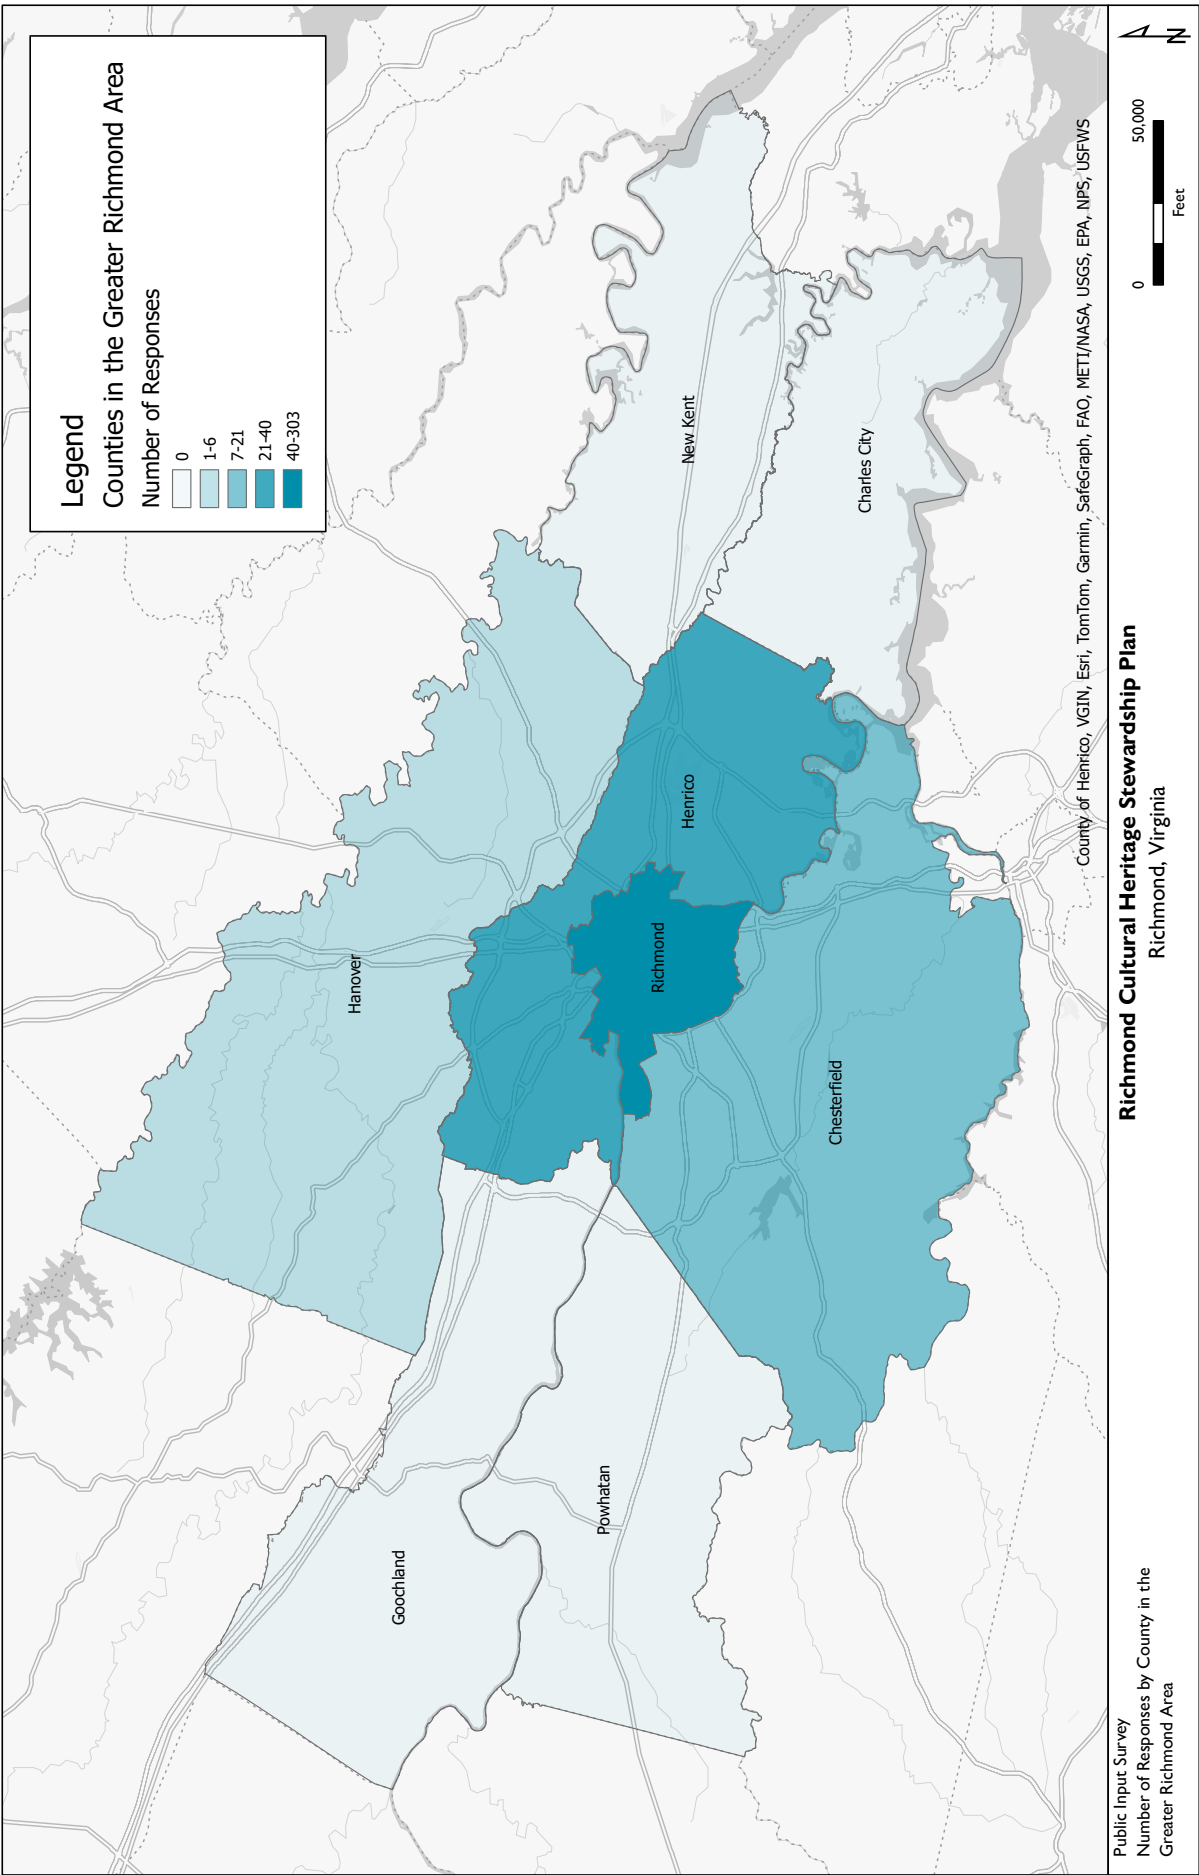 Legend
Counties in the Greater Richmond Area
Number of Responses
0
1-6
7-21
21-40
40-303
Hanover
Goochland
New Kent
Henrico
Richmond
Powhatan
Charles City
Chesterfield
County of Henrico, VGIN, Esri, TomTom, Garmin, SafeGraph, FAO, METI/NASA, USGS, EPA, NPS, USFWS
Public Input Survey
Number of Responses by County in the
Greater Richmond Area
Richmond Cultural Heritage Stewardship Plan
Richmond, Virginia
0
50,000
Feet
N